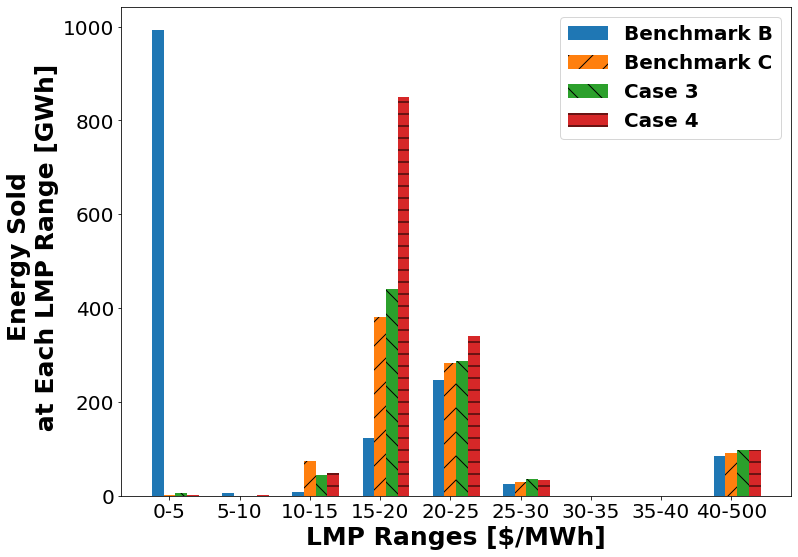 Benchmark B
Benchmark C
Case 3
Case 4
Energy Sold
at Each LMP Range [GWh]
1000
800
600
400
200
0
0-5 5-10 10-15 15-20 20-25 25-30 30-35 35-40 40-500
LMP Ranges [$/MWh]